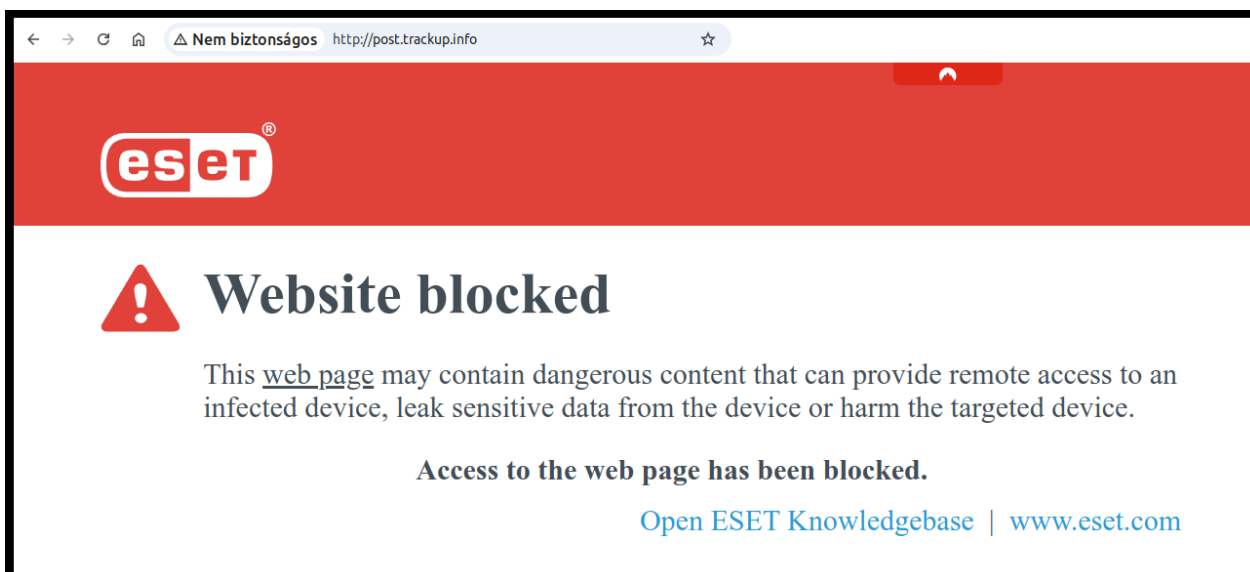 Nem biztonságos http://post.trackup.info
eset®
Website blocked
This web page may contain dangerous content that can provide remote access to an
infected device, leak sensitive data from the device or harm the targeted device.
Access to the web page has been blocked.
Open ESET Knowledgebase | www.eset.com